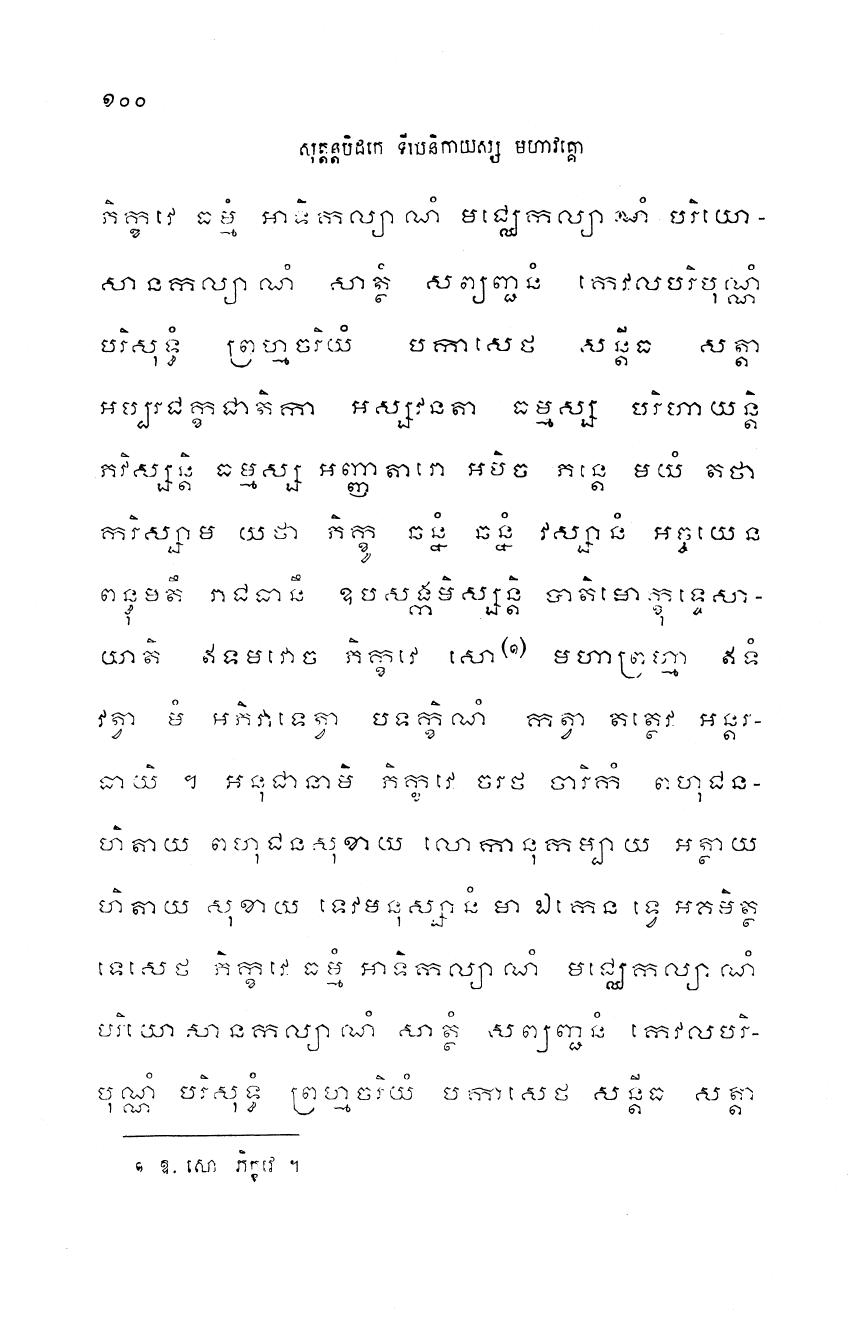 ១០០
សុត្តន្តបិដកេ ទីឃនិកាយស្ស មហាវគ្គោ
ភិក្ខវេ ធម្មំ អាទិកល្យាណំ មជ្ឈេកល្យាណំ បរិយោ-
សានកល្យាណំ សាត្ថំ សព្យញ្ជនំ កេវលបរិបុណ្ណំ
បរិសុទ្ធំ ព្រហ្មចរិយំ បកាសេថ សន្តីធ សត្តា
អប្បរជក្ខជាតិកា អស្សវនតា ធម្មស្ស បរិហាយន្តិ
ភវិស្សន្តិ ធម្មស្ស អញ្ញាតារោ អបិច ភន្តេ មយំ តថា
ករិស្សាម យថា ភិក្ខូ ឆន្នំ ឆន្នំ វស្សានំ អច្ចយេន
ពន្ធុមតឹ រាជធានឹ ឧបសង្កមិស្សន្តិ បាតិមោក្ខុទ្ទេសា-
យាតិ ឥទមវោច ភិក្ខវេ សោ(១) មហាព្រហ្មា ឥទំ
វត្វា មំ អភិវាទេត្វា បទក្ខិណំ កត្វា តត្ថេវ អន្តរ-
ធាយិ ។ អនុជានាមិ ភិក្ខវេ ចរថ ចារិកំ ពហុជន-
ហិតាយ ពហុជនសុខាយ លោកានុកម្បាយ អត្ថាយ
ហិតាយ សុខាយ ទេវមនុស្សានំ មា ឯកេន ទ្វេ អគមិត្ថ
ទេសេថ ភិក្ខវេ ធម្មំ អាទិកល្យាណំ មជ្ឈេកល្យាណំ
បរិយោសានកល្យាណំ សាត្ថំ សព្យញ្ជនំ កេវលបរិ-
បុណ្ណំ បរិសុទ្ធំ ព្រហ្មចរិយំ បកាសេថ សន្តីធ សត្តា
១ ឱ. សោ ភិក្ខវេ ។